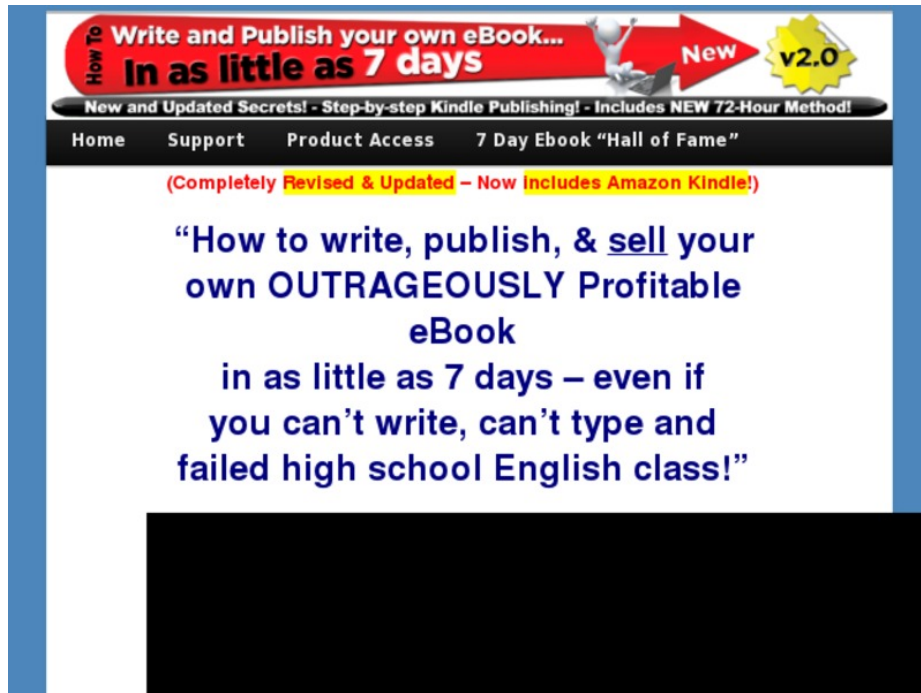 How To
Write and Publish your own eBook...
In as little as 7 days
New
v2.0
New and Updated Secrets! - Step-by-step Kindle Publishing! - Includes NEW 72-Hour Method!
Home Support Product Access 7 Day Ebook “Hall of Fame”
(Completely Revised & Updated – Now includes Amazon Kindle!)
“How to write, publish, & sell your
own OUTRAGEOUSLY Profitable
eBook
in as little as 7 days – even if
you can’t write, can’t type and
failed high school English class!”